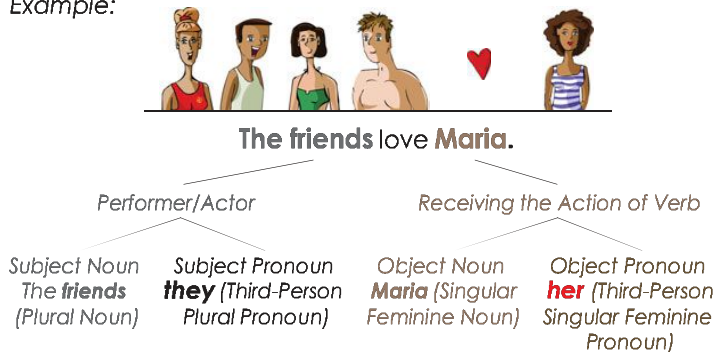 Example:
The friends love Maria.
Performer/Actor
Receiving the Action of Verb
Subject Noun
The friends
(Plural Noun)
Subject Pronoun
they (Third-Person
Plural Pronoun)
Object Noun
Maria (Singular
Feminine Noun)
Object Pronoun
her (Third-Person
Singular Feminine
Pronoun)